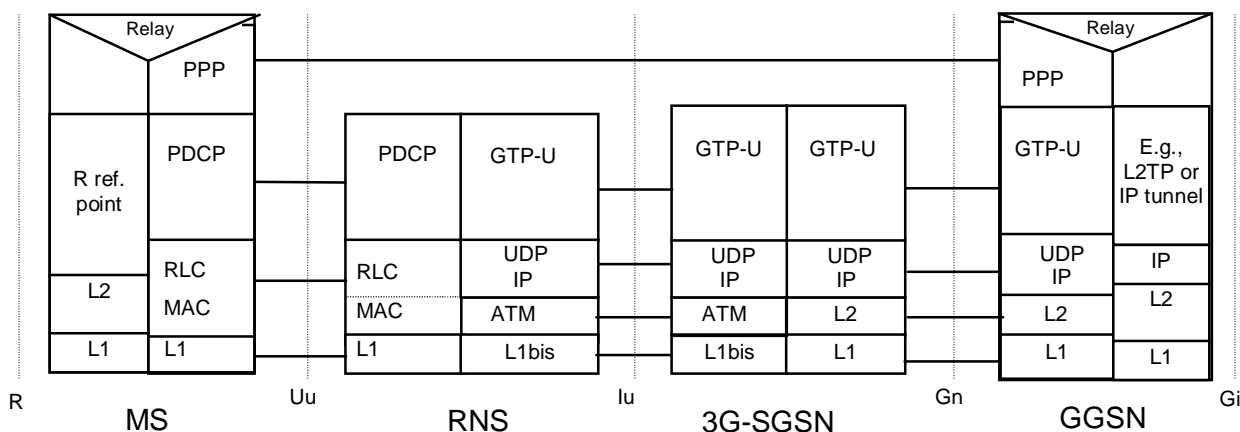 Relay
PPP
R ref.
point
PDCP
L2
RLC
MAC
L1
L1
PDCP
GTP-U
RLC
UDP
IP
MAC
ATM
L1
L1bis
GTP-U
GTP-U
UDP
IP
UDP
IP
ATM
L2
L1bis
L1
Relay
PPP
GTP-U
E.g.,
L2TP or
IP tunnel
UDP
IP
IP
L2
L2
L1
L1
R
MS
Uu
RNS
Iu
3G-SGSN
Gn
GGSN
Gi